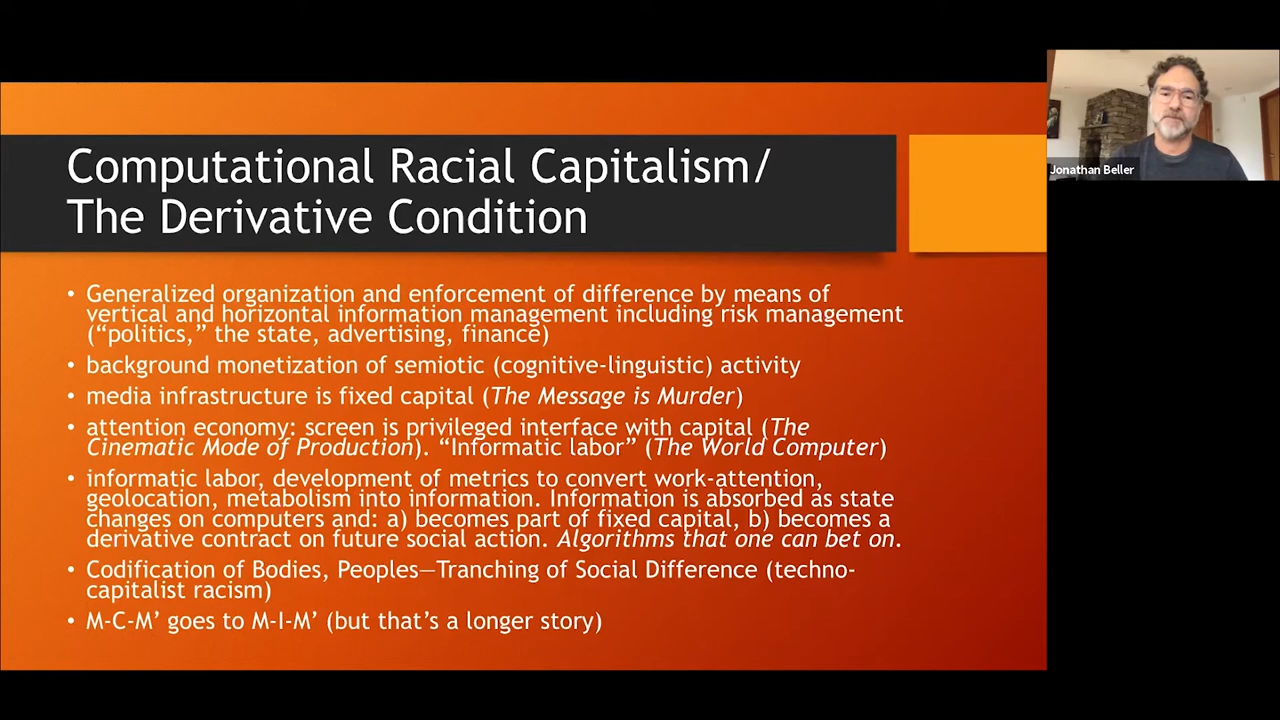 Computational Racial Capitalism/
The Derivative Condition
• Generalized organization and enforcement of difference by means of
vertical and horizontal information management including risk management
(“politics,” the state, advertising, finance)
• background monetization of semiotic (cognitive-linguistic) activity
• media infrastructure is fixed capital (The Message is Murder)
• attention economy: screen is privileged interface with capital (The
Cinematic Mode of Production). “Informatic labor” (The World Computer)
• informatic labor, development of metrics to convert work-attention,
geolocation, metabolism into information. Information is absorbed as state
changes on computers and: a) becomes part of fixed capital, b) becomes a
derivative contract on future social action. Algorithms that one can bet on.
• Codification of Bodies, Peoples—Tranching of Social Difference (techno-
capitalist racism)
• M-C-M’ goes to M-I-M’ (but that’s a longer story)
Jonathan Beller